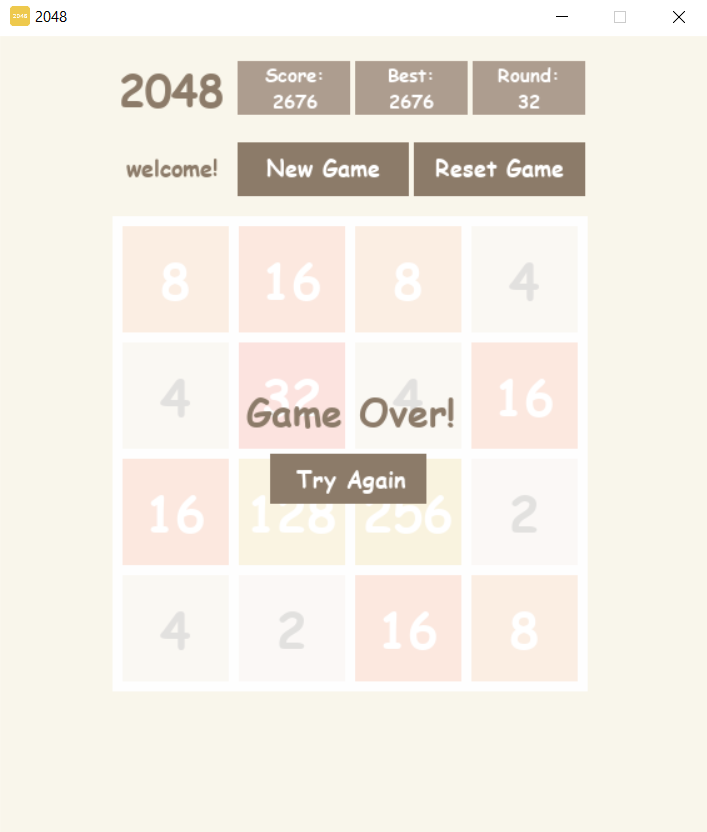 2048 2048
2048 Score: Best: Round:
2676 2676 32
welcome! New Game Reset Game
8 16 8 4
4 32 4 16
Game Over!
Try Again
16 128 256 2
4 2 16 8